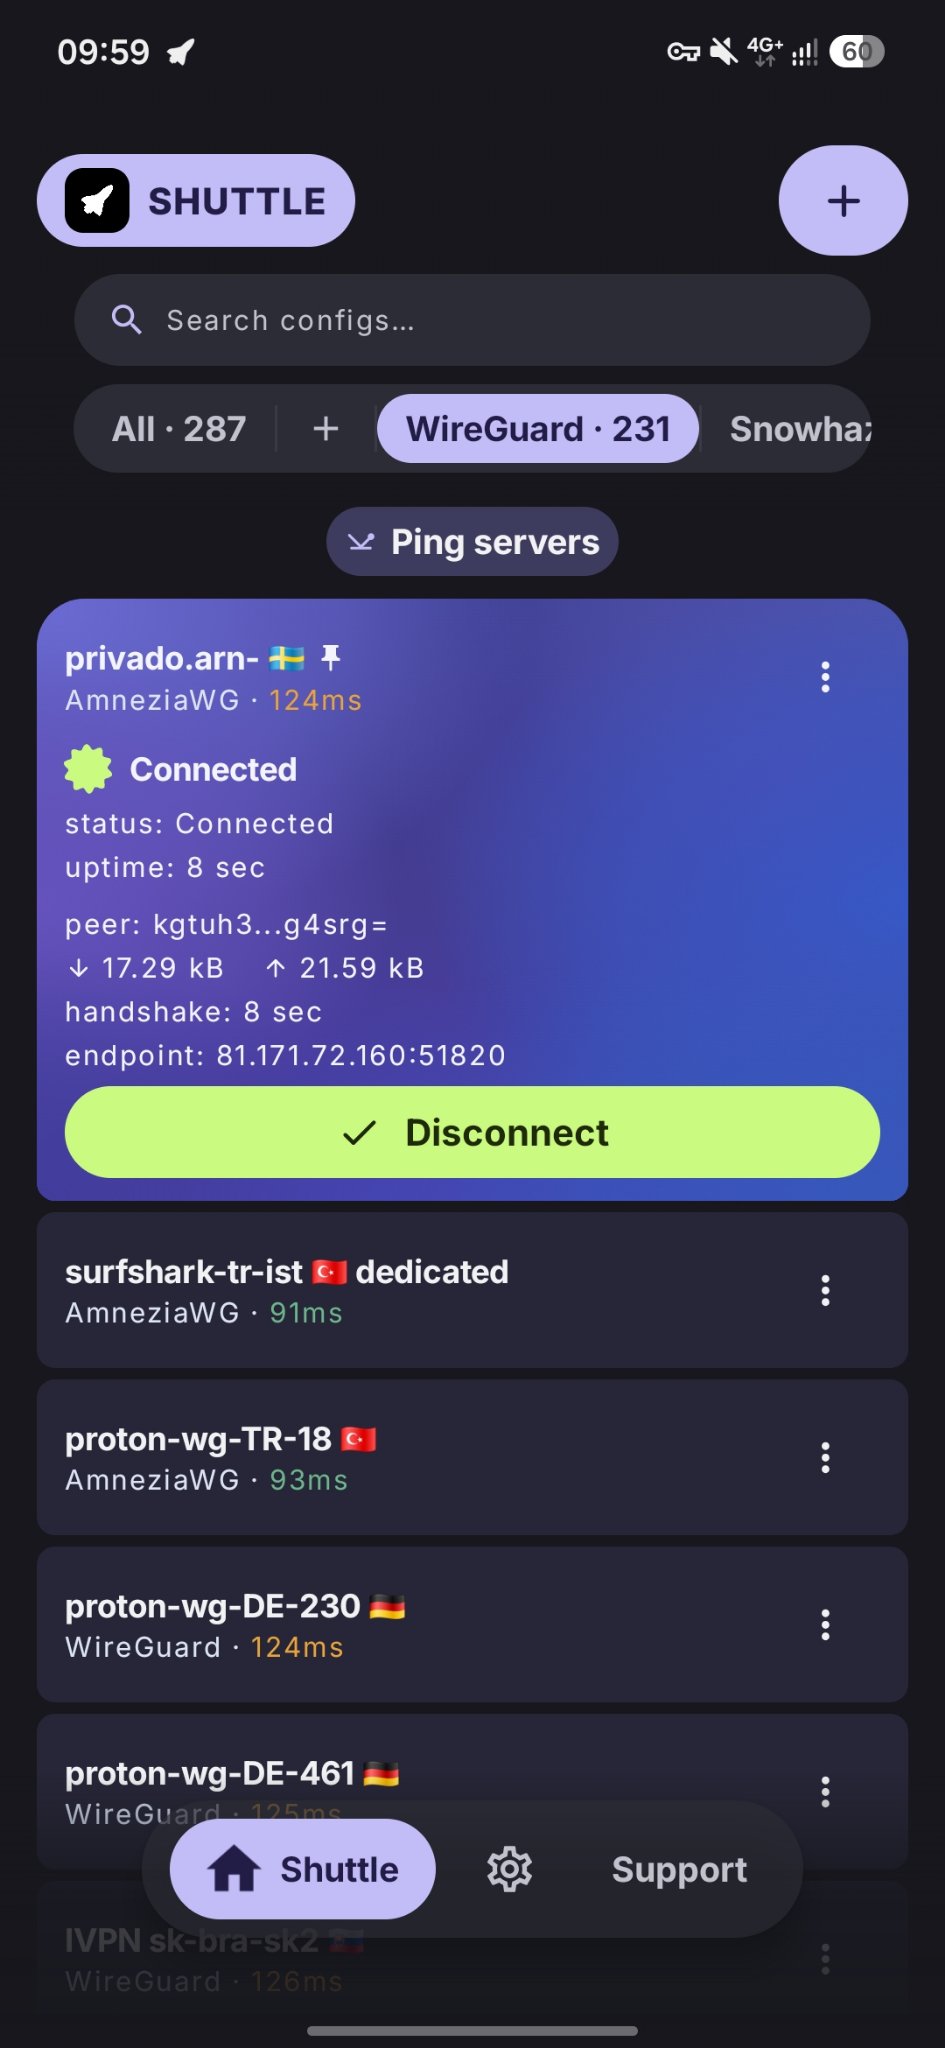 09:59
4G+
60
SHUTTLE
+
Search configs...
All · 287
+
WireGuard · 231
Snowhaz
Ping servers
privado.arn- 🇸🇪
AmneziaWG · 124ms
Connected
status: Connected
uptime: 8 sec
peer: kgtuh3...g4srg=
↓ 17.29 kB ↑ 21.59 kB
handshake: 8 sec
endpoint: 81.171.72.160:51820
Disconnect
surfshark-tr-ist 🇹🇷 dedicated
AmneziaWG · 91ms
proton-wg-TR-18 🇹🇷
AmneziaWG · 93ms
proton-wg-DE-230 🇩🇪
WireGuard · 124ms
proton-wg-DE-461 🇩🇪
WireGuard · 125ms
Shuttle
Support
IVPN sk-bra-sk2 🇸🇰
WireGuard · 126ms